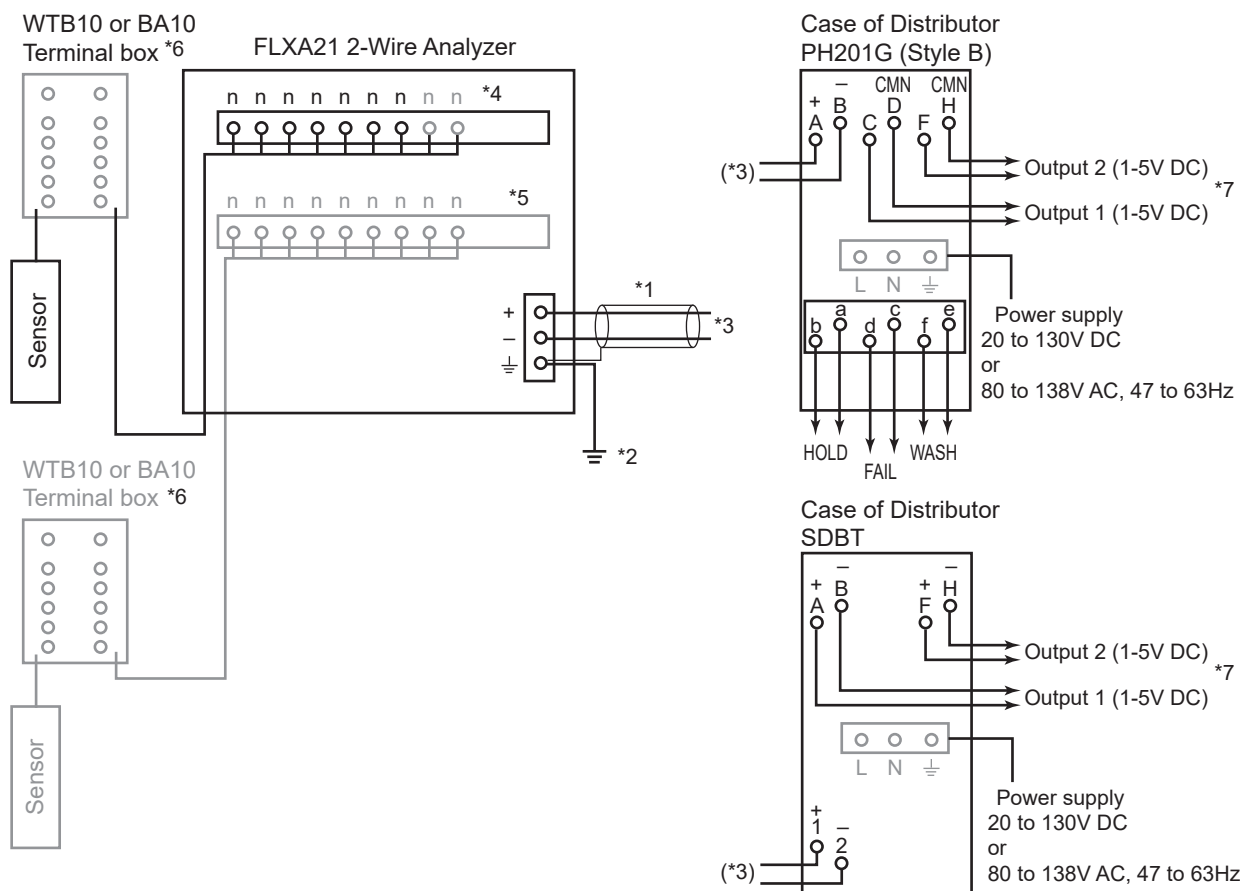 WTB10 or BA10
Terminal box *6
FLXA21 2-Wire Analyzer
n n n n n n n n n *4
n n n n n n n n n *5
Sensor
+
–
*1
*3
*2
WTB10 or BA10
Terminal box *6
Sensor
Case of Distributor
PH201G (Style B)
– CMN CMN
+ B D H
A C F
(*3)
Output 2 (1-5V DC)
*7
Output 1 (1-5V DC)
L N
Power supply
20 to 130V DC
or
80 to 138V AC, 47 to 63Hz
b a d c f e
HOLD
FAIL
WASH
Case of Distributor
SDBT
– –
+ B + H
A F
Output 2 (1-5V DC)
*7
Output 1 (1-5V DC)
L N
Power supply
20 to 130V DC
or
80 to 138V AC, 47 to 63Hz
+ –
1 2
(*3)